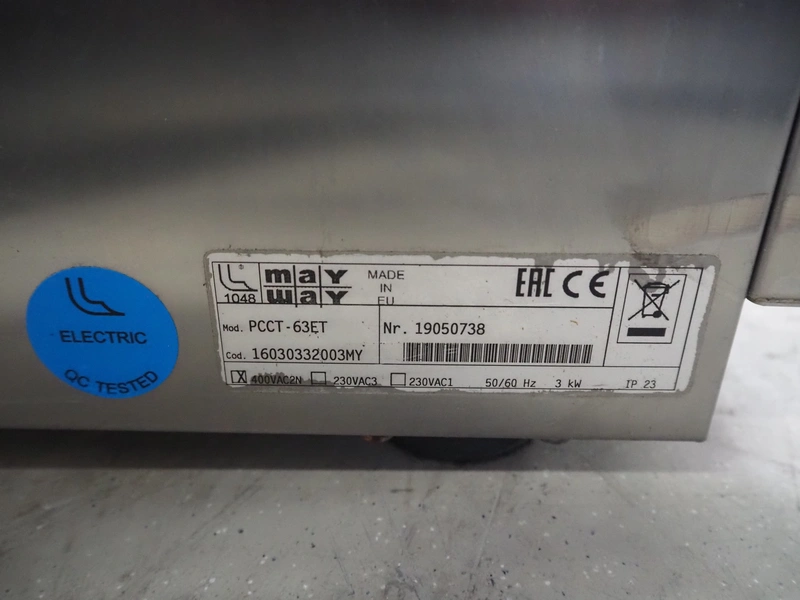 ELECTRIC
QC TESTED
®
1048
may
way
MADE
IN
EU
EAC CE
Mod. PCCT-63ET
Nr. 19050738
Cod. 16030332003MY
X 400VAC2N 230VAC3 230VAC1 50/60 Hz 3 kW IP 23